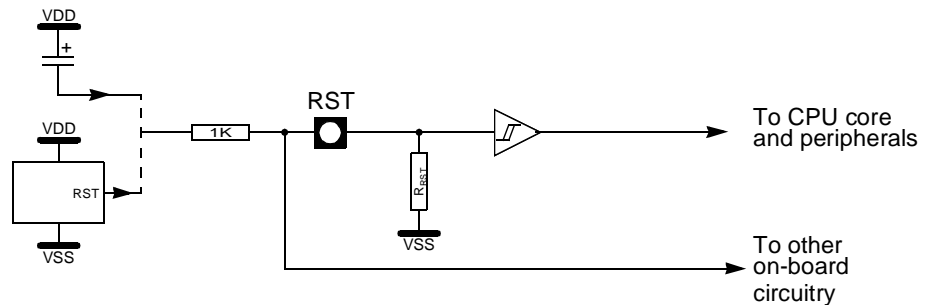 VDD
+
RST
1K
To CPU core
and peripherals
VDD
RST
RRST
VSS
VSS
To other
on-board
circuitry